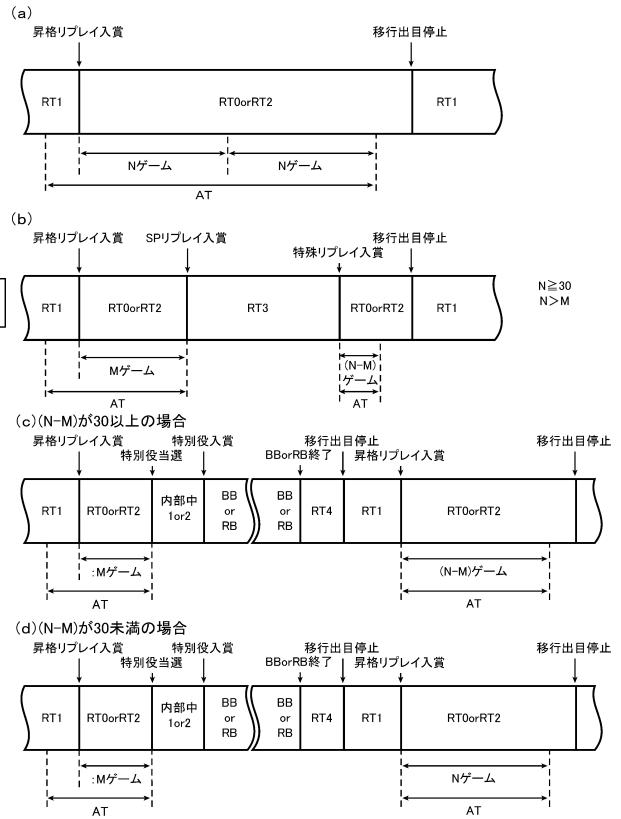 (a)
昇格リプレイ入賞 移行出目停止
RT1 RT0orRT2 RT1
Nゲーム Nゲーム
AT
(b)
昇格リプレイ入賞 SPリプレイ入賞 移行出目停止
特殊リプレイ入賞
RT1 RT0orRT2 RT3 RT0orRT2 RT1
N≧30
N＞M
Mゲーム (N-M)
ゲーム
AT AT
(c)(N-M)が30以上の場合
昇格リプレイ入賞 特別役入賞 移行出目停止 移行出目停止
特別役当選 BBorRB終了 昇格リプレイ入賞
RT1 RT0orRT2 内部中
1or2 BB
or
RB BB
or
RB RT4 RT1 RT0orRT2
:Mゲーム (N-M)ゲーム
AT AT
(d)(N-M)が30未満の場合
昇格リプレイ入賞 特別役入賞 移行出目停止 移行出目停止
特別役当選 BBorRB終了 昇格リプレイ入賞
RT1 RT0orRT2 内部中
1or2 BB
or
RB BB
or
RB RT4 RT1 RT0orRT2
:Mゲーム Nゲーム
AT AT